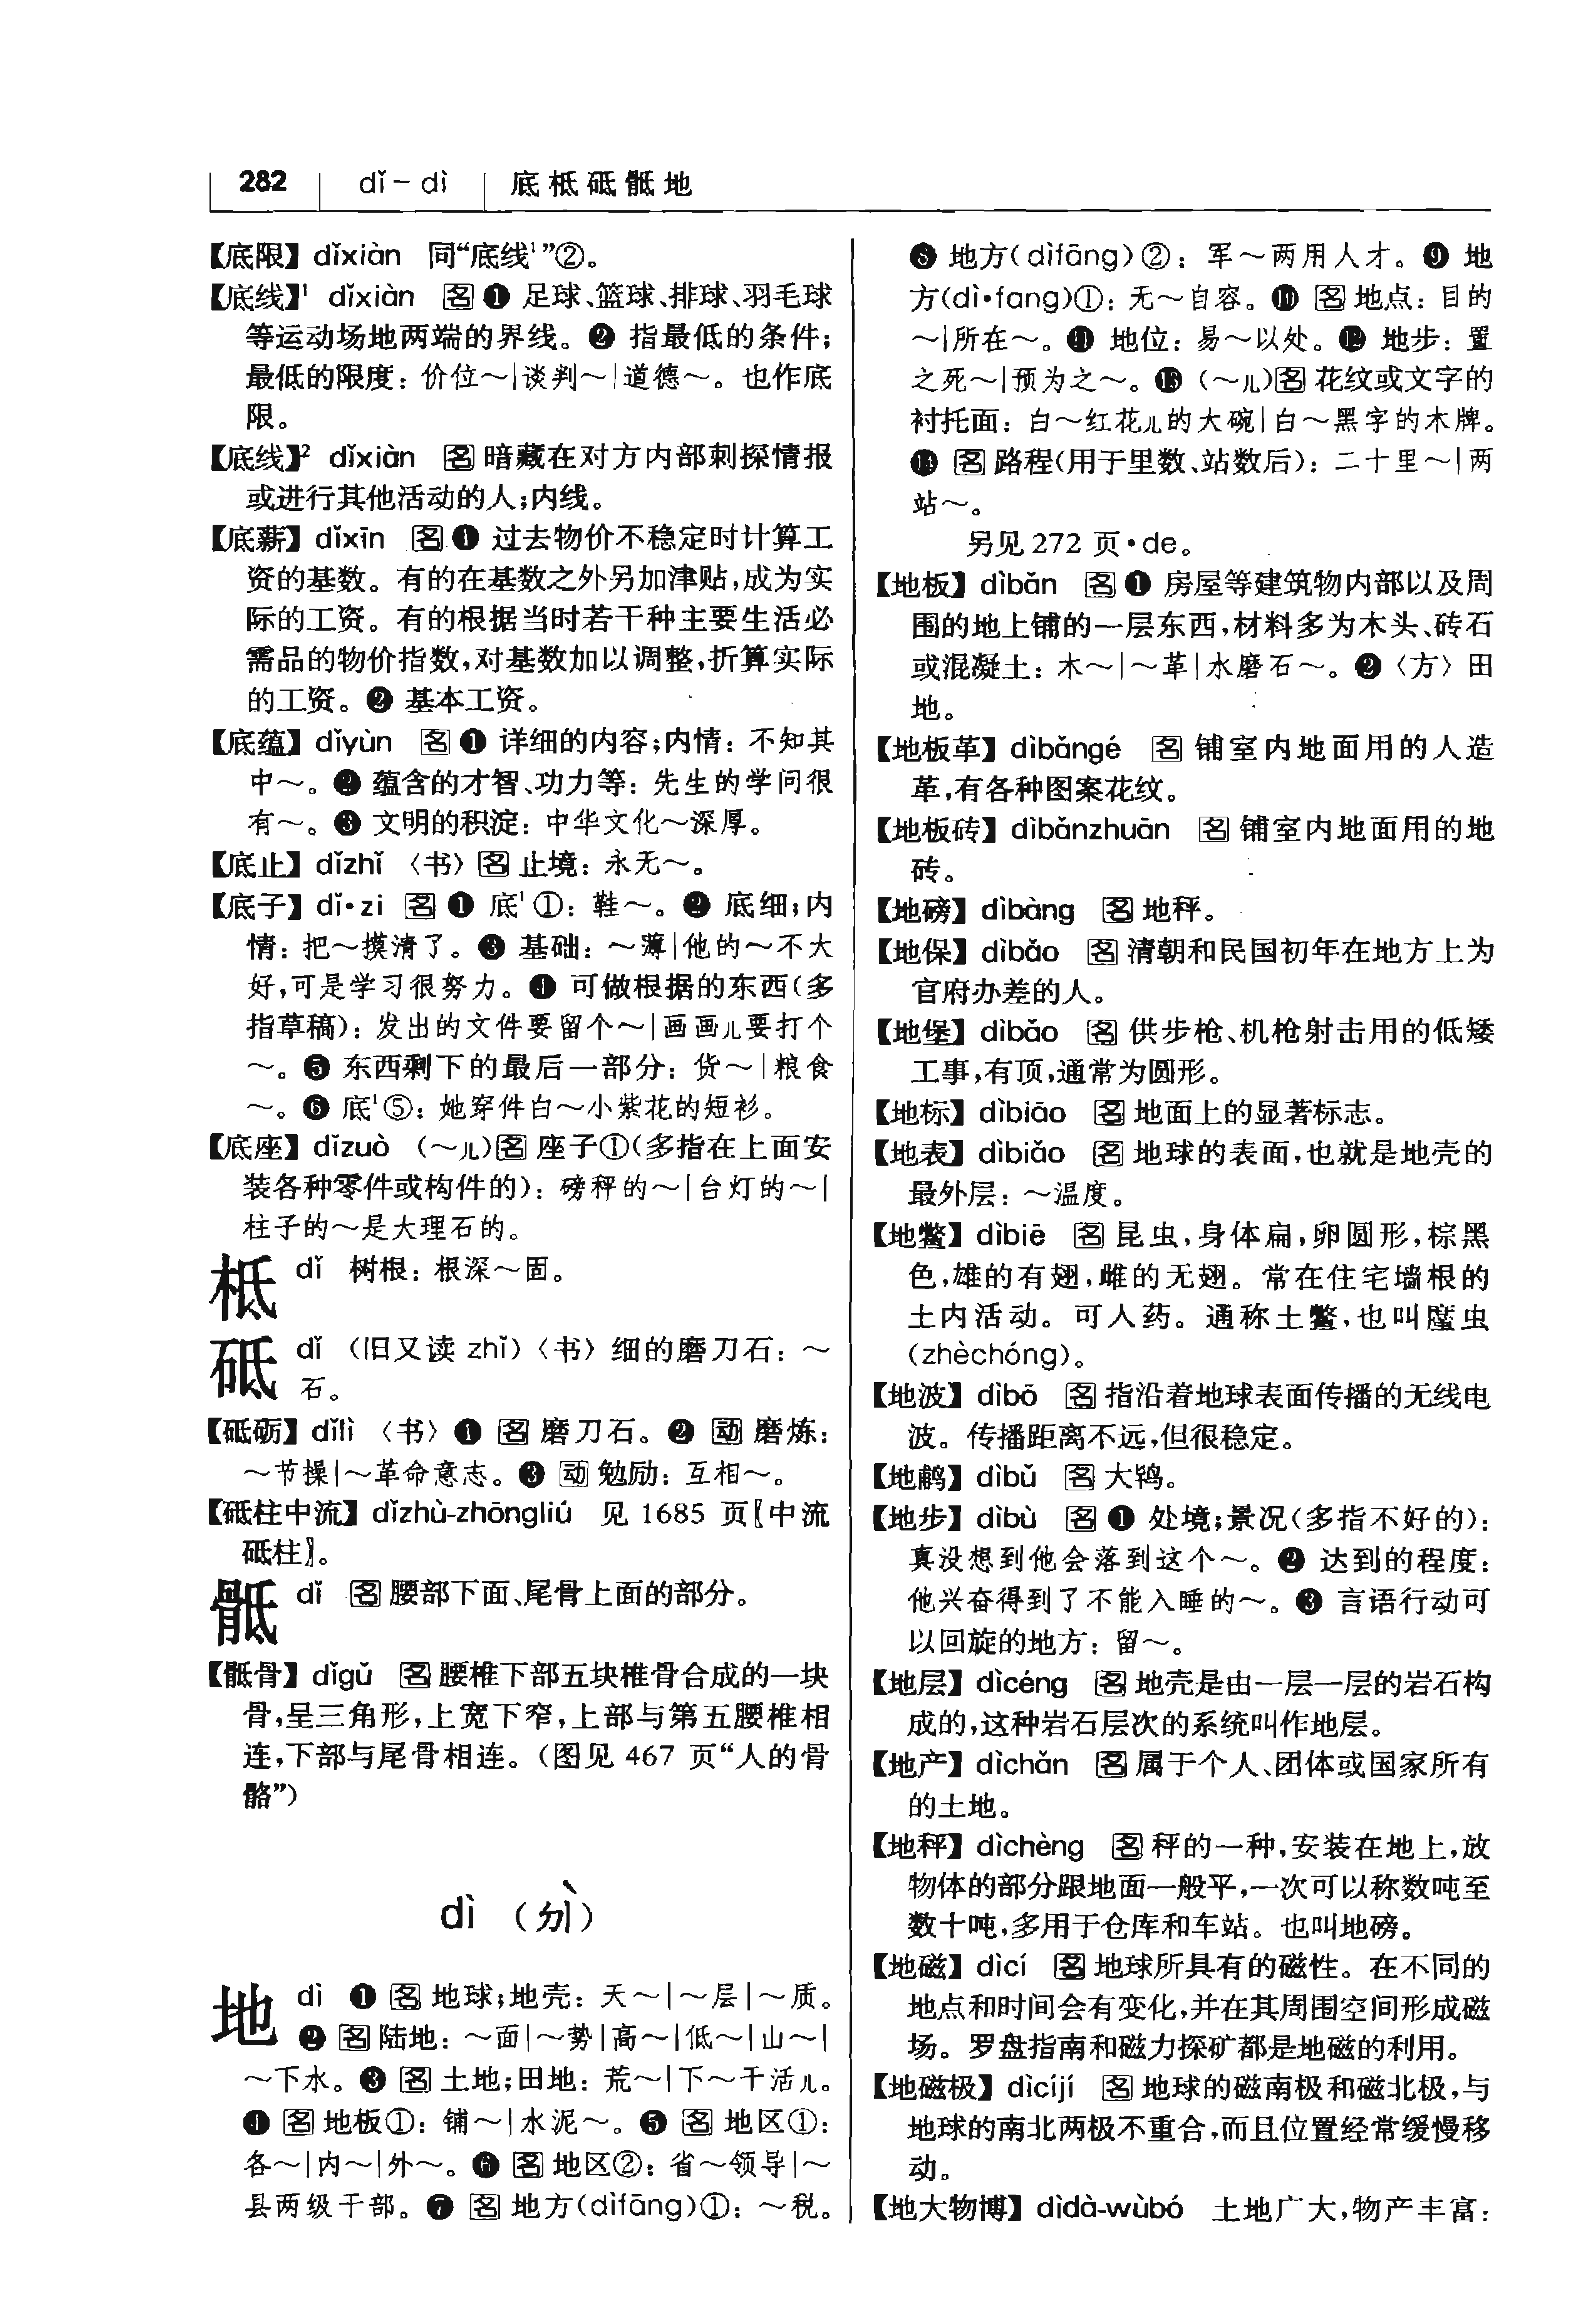 282 dǐ－dì 底柢砥骶地
【底限】 dǐxiàn 同“底线¹”②。
【底线】¹ dǐxiàn 名❶ 足球、篮球、排球、羽毛球
等运动场地两端的界线。❷ 指最低的条件；
最低的限度：价位～|谈判～|道德～。也作底
限。
【底线】² dǐxiàn 名 暗藏在对方内部刺探情报
或进行其他活动的人；内线。
【底薪】 dǐxīn 名❶ 过去物价不稳定时计算工
资的基数。有的在基数之外另加津贴，成为实
际的工资。有的根据当时若干种主要生活必
需品的物价指数，对基数加以调整，折算实际
的工资。❷ 基本工资。
【底蕴】 dǐyùn 名❶ 详细的内容；内情：不知其
中～。❷ 蕴含的才智、功力等：先生的学问很
有～。❸ 文明的积淀：中华文化～深厚。
【底止】 dǐzhǐ 〈书〉名 止境：永无～。
【底子】 dǐ•zi 名 ❶ 底¹①：鞋～。❷ 底细；内
情：把～摸清了。❸ 基础：～薄|他的～不大
好，可是学习很努力。❹ 可做根据的东西（多
指草稿）：发出的文件要留个～|画画儿要打个
～。❺ 东西剩下的最后一部分：货～|粮食
～。❻ 底¹⑤：她穿件白～小紫花的短衫。
【底座】 dǐzuò （～儿）名 座子①（多指在上面安
装各种零件或构件的）：磅秤的～|台灯的～|
柱子的～是大理石的。
柢 dǐ 树根：根深～固。
砥 dǐ （旧又读 zhǐ）〈书〉细的磨刀石：～
石。
【砥砺】 dǐlì 〈书〉❶ 名 磨刀石。❷ 动 磨炼：
～节操|～革命意志。❸ 动 勉励：互相～。
【砥柱中流】 dǐzhù-zhōngliú 见 1685 页〖中流
砥柱〗。
骶 dǐ 名 腰部下面、尾骨上面的部分。
【骶骨】 dǐgǔ 名 腰椎下部五块椎骨合成的一块
骨，呈三角形，上宽下窄，上部与第五腰椎相
连，下部与尾骨相连。（图见 467 页“人的骨
骼”）
dì （ㄉㄧˋ）
地 dì ❶ 名 地球；地壳：天～|～层|～质。
❷ 名 陆地：～面|～势|高～|低～|山～|
～下水。❸ 名 土地；田地：荒～|下～干活儿。
❹ 名 地板①：铺～|水泥～。❺ 名 地区①：
各～|内～|外～。❻ 名 地区②：省～领导|～
县两级干部。❼ 名 地方（dìfāng）①：～税。
❽ 地方（dìfāng）②：军～两用人才。❾ 地
方（dì•fang）①：无～自容。❿ 名 地点：目的
～|所在～。⓫ 地位：易～以处。⓬ 地步：置
之死～|预为之～。⓭（～儿）名 花纹或文字的
衬托面：白～红花儿的大碗|白～黑字的木牌。
⓮ 名 路程（用于里数、站数后）：二十里～|两
站～。
另见 272 页•de。
【地板】 dìbǎn 名❶ 房屋等建筑物内部以及周
围的地上铺的一层东西，材料多为木头、砖石
或混凝土：木～|～革|水磨石～。❷〈方〉田
地。
【地板革】 dìbǎngé 名 铺室内地面用的人造
革，有各种图案花纹。
【地板砖】 dìbǎnzhuān 名 铺室内地面用的地
砖。
【地磅】 dìbàng 名 地秤。
【地保】 dìbǎo 名 清朝和民国初年在地方上为
官府办差的人。
【地堡】 dìbǎo 名 供步枪、机枪射击用的低矮
工事，有顶，通常为圆形。
【地标】 dìbiāo 名 地面上的显著标志。
【地表】 dìbiǎo 名 地球的表面，也就是地壳的
最外层：～温度。
【地鳖】 dìbiē 名 昆虫，身体扁，卵圆形，棕黑
色，雄的有翅，雌的无翅。常在住宅墙根的
土内活动。可入药。通称土鳖，也叫䗪虫
（zhèchóng）。
【地波】 dìbō 名 指沿着地球表面传播的无线电
波。传播距离不远，但很稳定。
【地鹋】 dìbǔ 名 大鸨。
【地步】 dìbù 名❶ 处境；景况（多指不好的）：
真没想到他会落到这个～。❷ 达到的程度：
他兴奋得到了不能入睡的～。❸ 言语行动可
以回旋的地方：留～。
【地层】 dìcéng 名 地壳是由一层一层的岩石构
成的，这种岩石层次的系统叫作地层。
【地产】 dìchǎn 名 属于个人、团体或国家所有
的土地。
【地秤】 dìchèng 名 秤的一种，安装在地上，放
物体的部分跟地面一般平，一次可以称数吨至
数十吨，多用于仓库和车站。也叫地磅。
【地磁】 dìcí 名 地球所具有的磁性。在不同的
地点和时间会有变化，并在其周围空间形成磁
场。罗盘指南和磁力探矿都是地磁的利用。
【地磁极】 dìcíjí 名 地球的磁南极和磁北极，与
地球的南北两极不重合，而且位置经常缓慢移
动。
【地大物博】 dìdà-wùbó 土地广大，物产丰富：